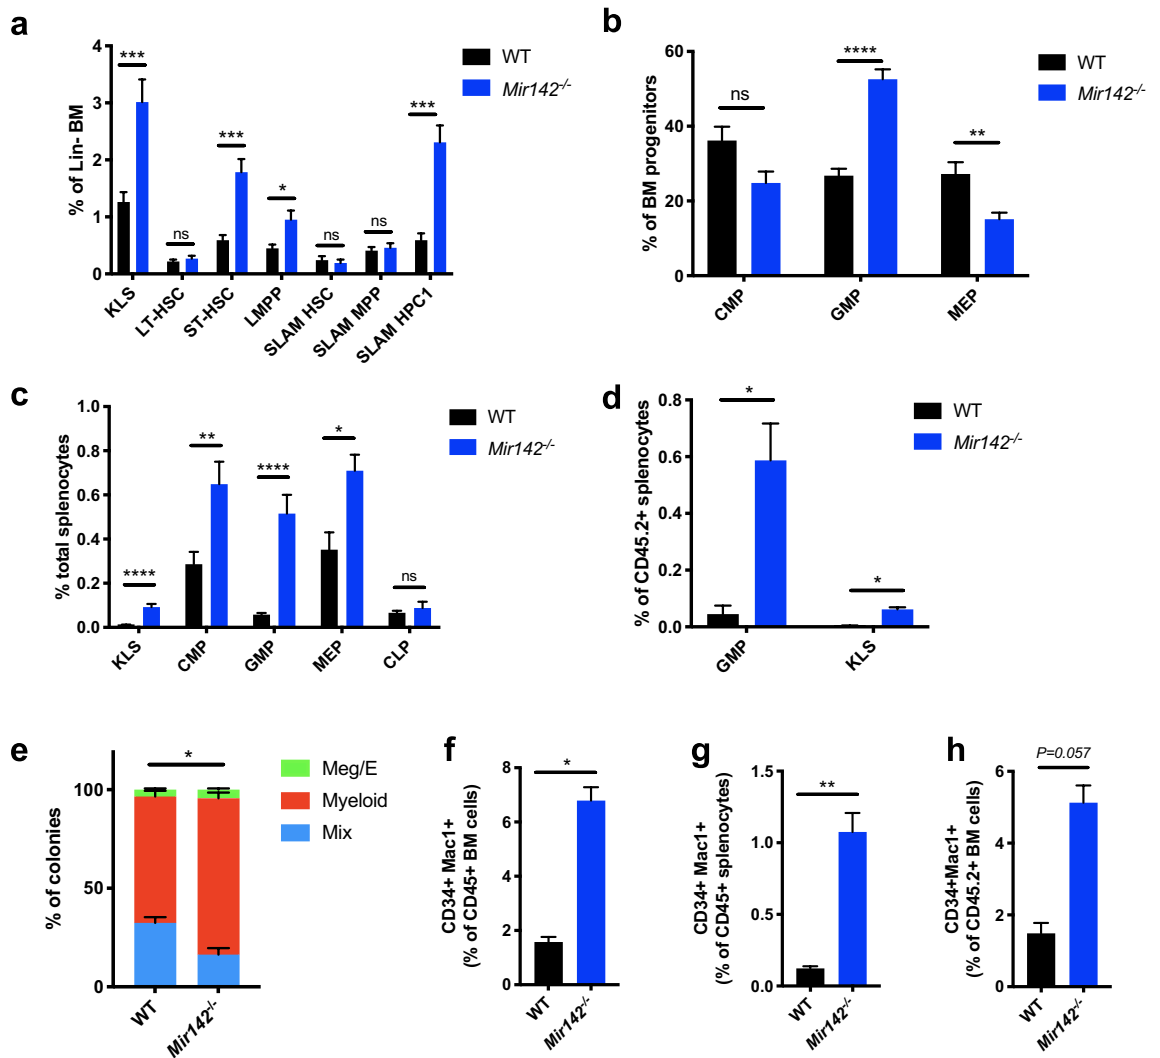 a
***
***
*
***
ns
ns
ns
WT
Mir142-/-
% of Lin- BM
4
3
2
1
0
KLS
LT-HSC
ST-HSC
LMPP
SLAM HSC
SLAM MPP
SLAM HPC1
b
ns
****
**
WT
Mir142-/-
% of BM progenitors
60
40
20
0
CMP
GMP
MEP
c
****
**
****
*
ns
WT
Mir142-/-
% total splenocytes
1.0
0.8
0.6
0.4
0.2
0.0
KLS
CMP
GMP
MEP
CLP
d
*
*
WT
Mir142-/-
% of CD45.2+ splenocytes
0.8
0.6
0.4
0.2
0.0
GMP
KLS
e
*
Meg/E
Myeloid
Mix
% of colonies
100
50
0
WT
Mir142-/-
f
*
CD34+ Mac1+
(% of CD45+ BM cells)
8
6
4
2
0
WT
Mir142-/-
g
**
CD34+ Mac1+
(% of CD45+ splenocytes)
1.5
1.0
0.5
0.0
WT
Mir142-/-
h
P=0.057
CD34+Mac1+
(% of CD45.2+ BM cells)
6
4
2
0
WT
Mir142-/-